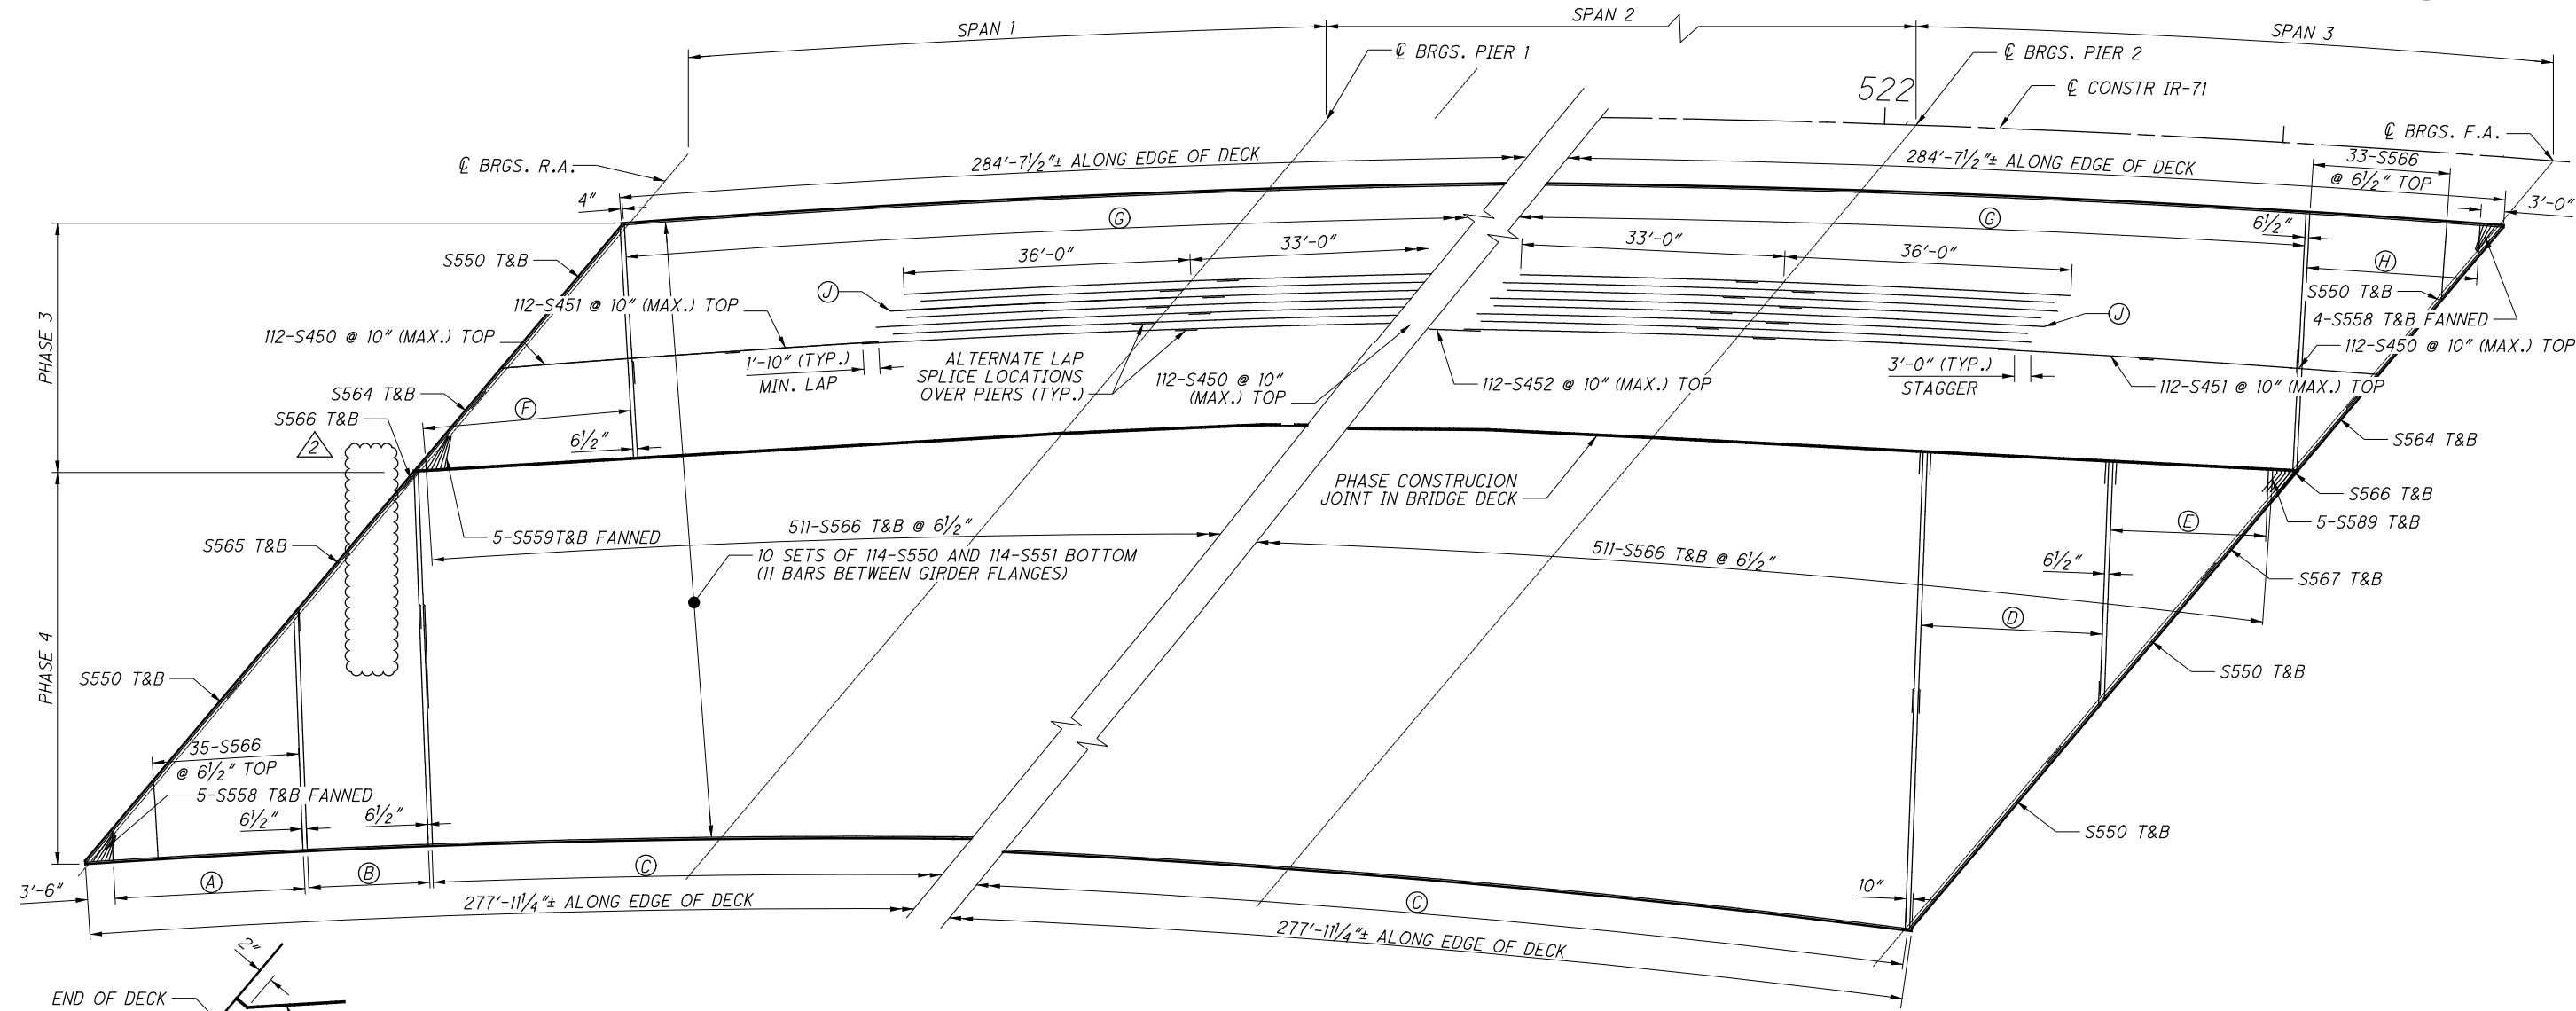 SPAN 1
SPAN 2
SPAN 3
℄ BRGS. PIER 1
℄ BRGS. PIER 2
522
℄ CONSTR IR-71
℄ BRGS. F.A.
℄ BRGS. R.A.
284'-7½"± ALONG EDGE OF DECK
284'-7½"± ALONG EDGE OF DECK
33-S566
@ 6½" TOP
3'-0"
4"
G
G
6½"
S550 T&B
36'-0"
33'-0"
33'-0"
36'-0"
H
S550 T&B
J
J
4-S558 T&B FANNED
112-S451 @ 10" (MAX.) TOP
112-S450 @ 10" (MAX.) TOP
112-S450 @ 10" (MAX.) TOP
PHASE 3
1'-10" (TYP.)
MIN. LAP
ALTERNATE LAP
SPLICE LOCATIONS
OVER PIERS (TYP.)
112-S450 @ 10"
(MAX.) TOP
112-S452 @ 10" (MAX.) TOP
3'-0" (TYP.)
STAGGER
112-S451 @ 10" (MAX.) TOP
S564 T&B
F
S566 T&B
2
6½"
S564 T&B
PHASE CONSTRUCION
JOINT IN BRIDGE DECK
S566 T&B
5-S559T&B FANNED
511-S566 T&B @ 6½"
5-S589 T&B
E
S565 T&B
10 SETS OF 114-S550 AND 114-S551 BOTTOM
(11 BARS BETWEEN GIRDER FLANGES)
511-S566 T&B @ 6½"
6½"
S567 T&B
D
PHASE 4
S550 T&B
S550 T&B
35-S566
@ 6½" TOP
5-S558 T&B FANNED
6½"
6½"
S550 T&B
A
B
C
C
10"
3'-6"
277'-11¼"± ALONG EDGE OF DECK
277'-11¼"± ALONG EDGE OF DECK
2"
END OF DECK